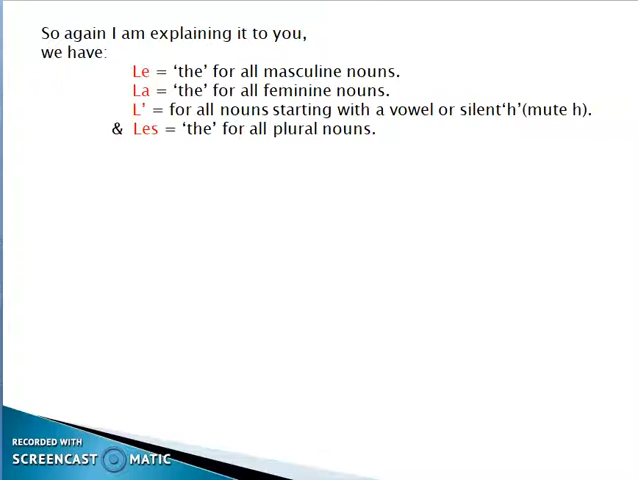 So again I am explaining it to you,
we have:
Le = ‘the’ for all masculine nouns.
La = ‘the’ for all feminine nouns.
L’ = for all nouns starting with a vowel or silent‘h’(mute h).
& Les = ‘the’ for all plural nouns.
RECORDED WITH
SCREENCAST MATIC